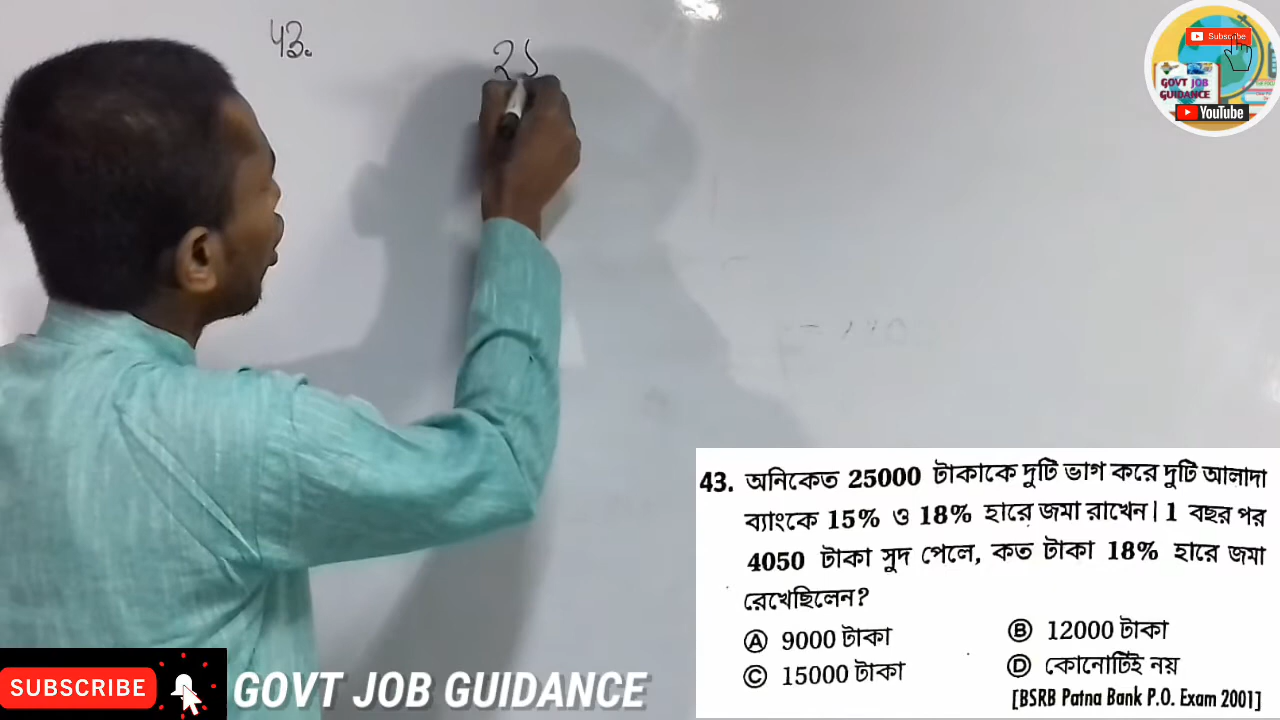 43.
25
Subscribe
GOVT JOB
GUIDANCE
YouTube
43. অনিকেত 25000 টাকাকে দুটি ভাগ করে দুটি আলাদা
ব্যাংকে 15% ও 18% হারে জমা রাখেন। 1 বছর পর
4050 টাকা সুদ পেলে, কত টাকা 18% হারে জমা
রেখেছিলেন?
Ⓐ 9000 টাকা Ⓑ 12000 টাকা
Ⓒ 15000 টাকা Ⓓ কোনোটিই নয়
[BSRB Patna Bank P.O. Exam 2001]
SUBSCRIBE
GOVT JOB GUIDANCE